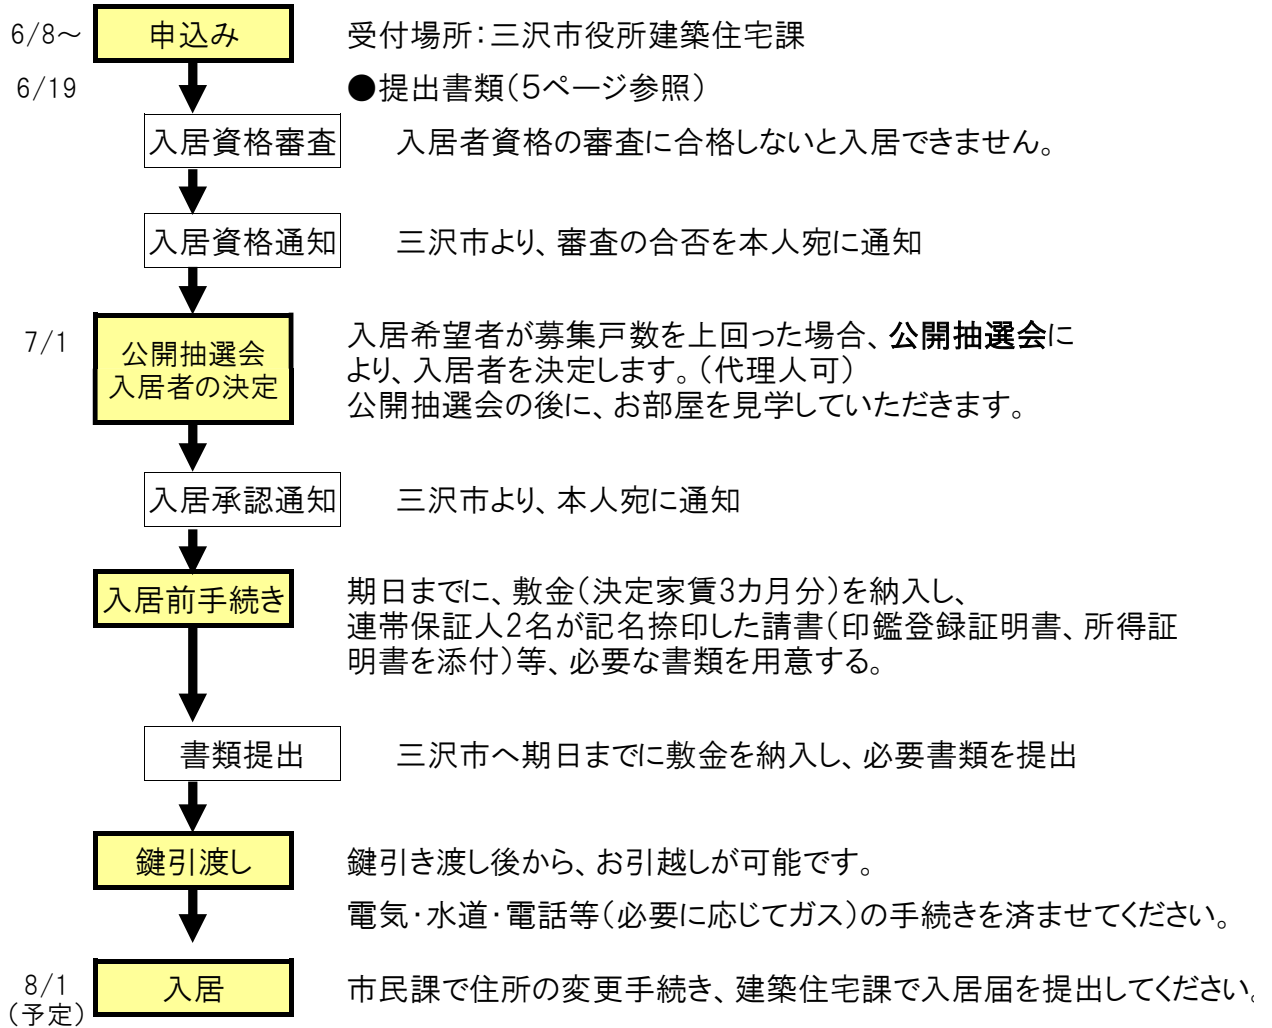 6/8～ 申込み 受付場所：三沢市役所建築住宅課
6/19 ●提出書類（５ページ参照）
入居資格審査 入居者資格の審査に合格しないと入居できません。
入居資格通知 三沢市より、審査の合否を本人宛に通知
7/1
公開抽選会
入居者の決定
入居希望者が募集戸数を上回った場合、公開抽選会に
より、入居者を決定します。（代理人可）
公開抽選会の後に、お部屋を見学していただきます。
入居承認通知 三沢市より、本人宛に通知
入居前手続き
期日までに、敷金（決定家賃3カ月分）を納入し、
連帯保証人2名が記名捺印した請書（印鑑登録証明書、所得証
明書を添付）等、必要な書類を用意する。
書類提出 三沢市へ期日までに敷金を納入し、必要書類を提出
鍵引渡し 鍵引き渡し後から、お引越しが可能です。
電気・水道・電話等（必要に応じてガス）の手続きを済ませてください。
8/1
（予定）
入居 市民課で住所の変更手続き、建築住宅課で入居届を提出してください。